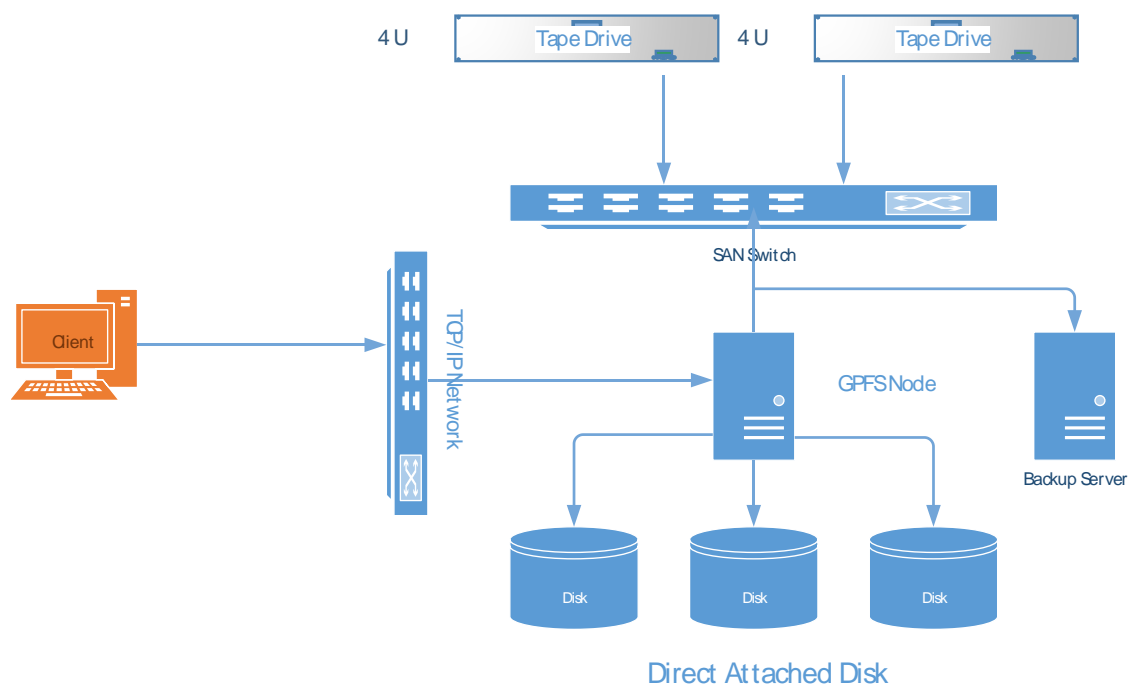 4 U
Tape Drive
4 U
Tape Drive
SAN Switch
Client
TCP/ IP Network
GPFS Node
Backup Server
Disk
Disk
Disk
Direct Attached Disk